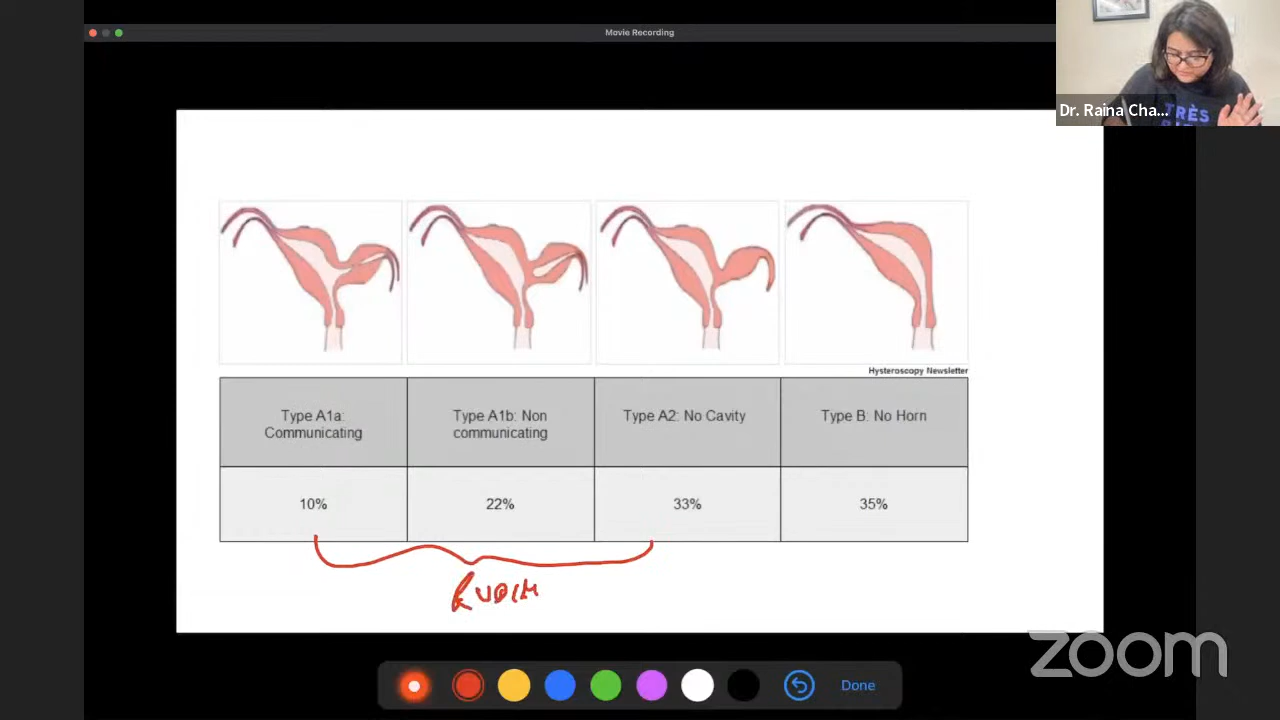 Movie Recording
Dr. Raina Cha...
TRÈS
Hysteroscopy Newsletter
Type A1a:
Communicating
Type A1b: Non
communicating
Type A2: No Cavity
Type B: No Horn
10%
22%
33%
35%
RUDIM
zoom
Done